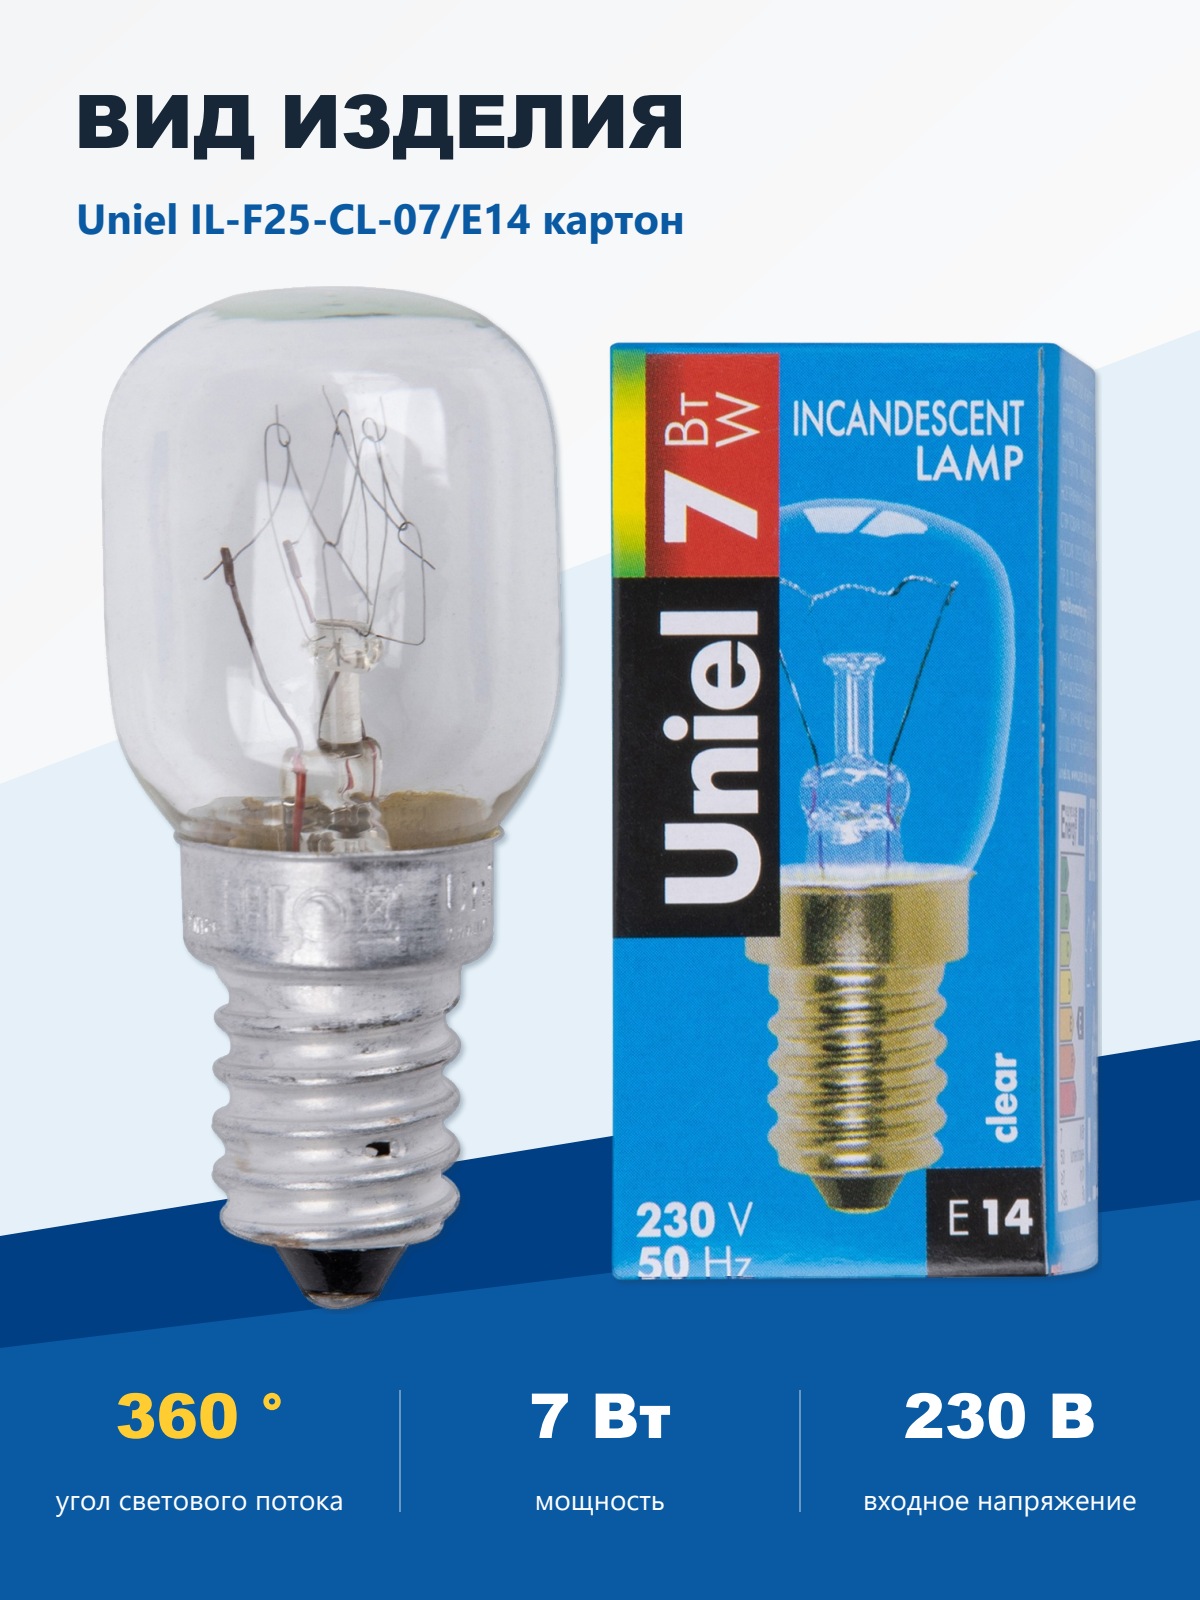 ВИД ИЗДЕЛИЯ
Uniel IL-F25-CL-07/E14 картон
7 Вт W
INCANDESCENT
LAMP
Uniel
clear
230 V
50 Hz
E 14
360 °
угол светового потока
7 Вт
мощность
230 В
входное напряжение